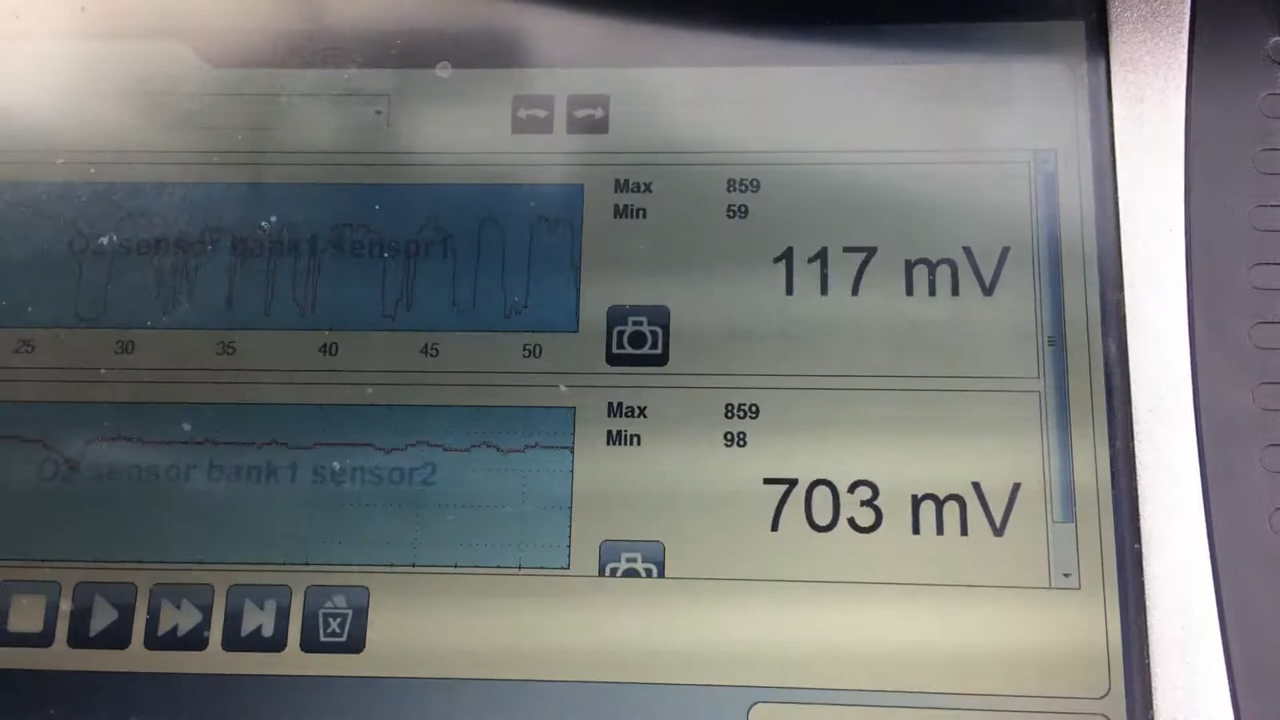 Max 859
Min 59
O2 sensor bank1 sensor1
117 mV
25 30 35 40 45 50
Max 859
Min 98
O2 sensor bank1 sensor2
703 mV
X